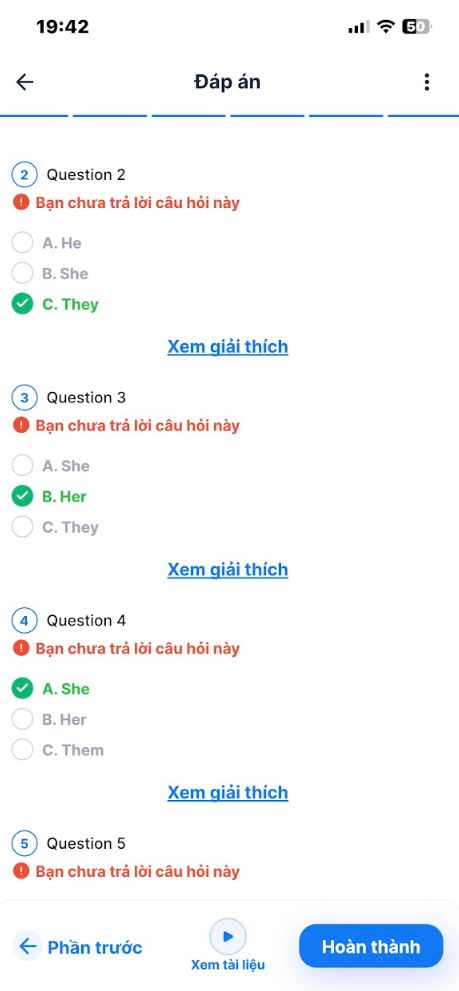 19:42
50
Đáp án
2 Question 2
! Bạn chưa trả lời câu hỏi này
A. He
B. She
C. They
Xem giải thích
3 Question 3
! Bạn chưa trả lời câu hỏi này
A. She
B. Her
C. They
Xem giải thích
4 Question 4
! Bạn chưa trả lời câu hỏi này
A. She
B. Her
C. Them
Xem giải thích
5 Question 5
! Bạn chưa trả lời câu hỏi này
Phần trước
Xem tài liệu
Hoàn thành